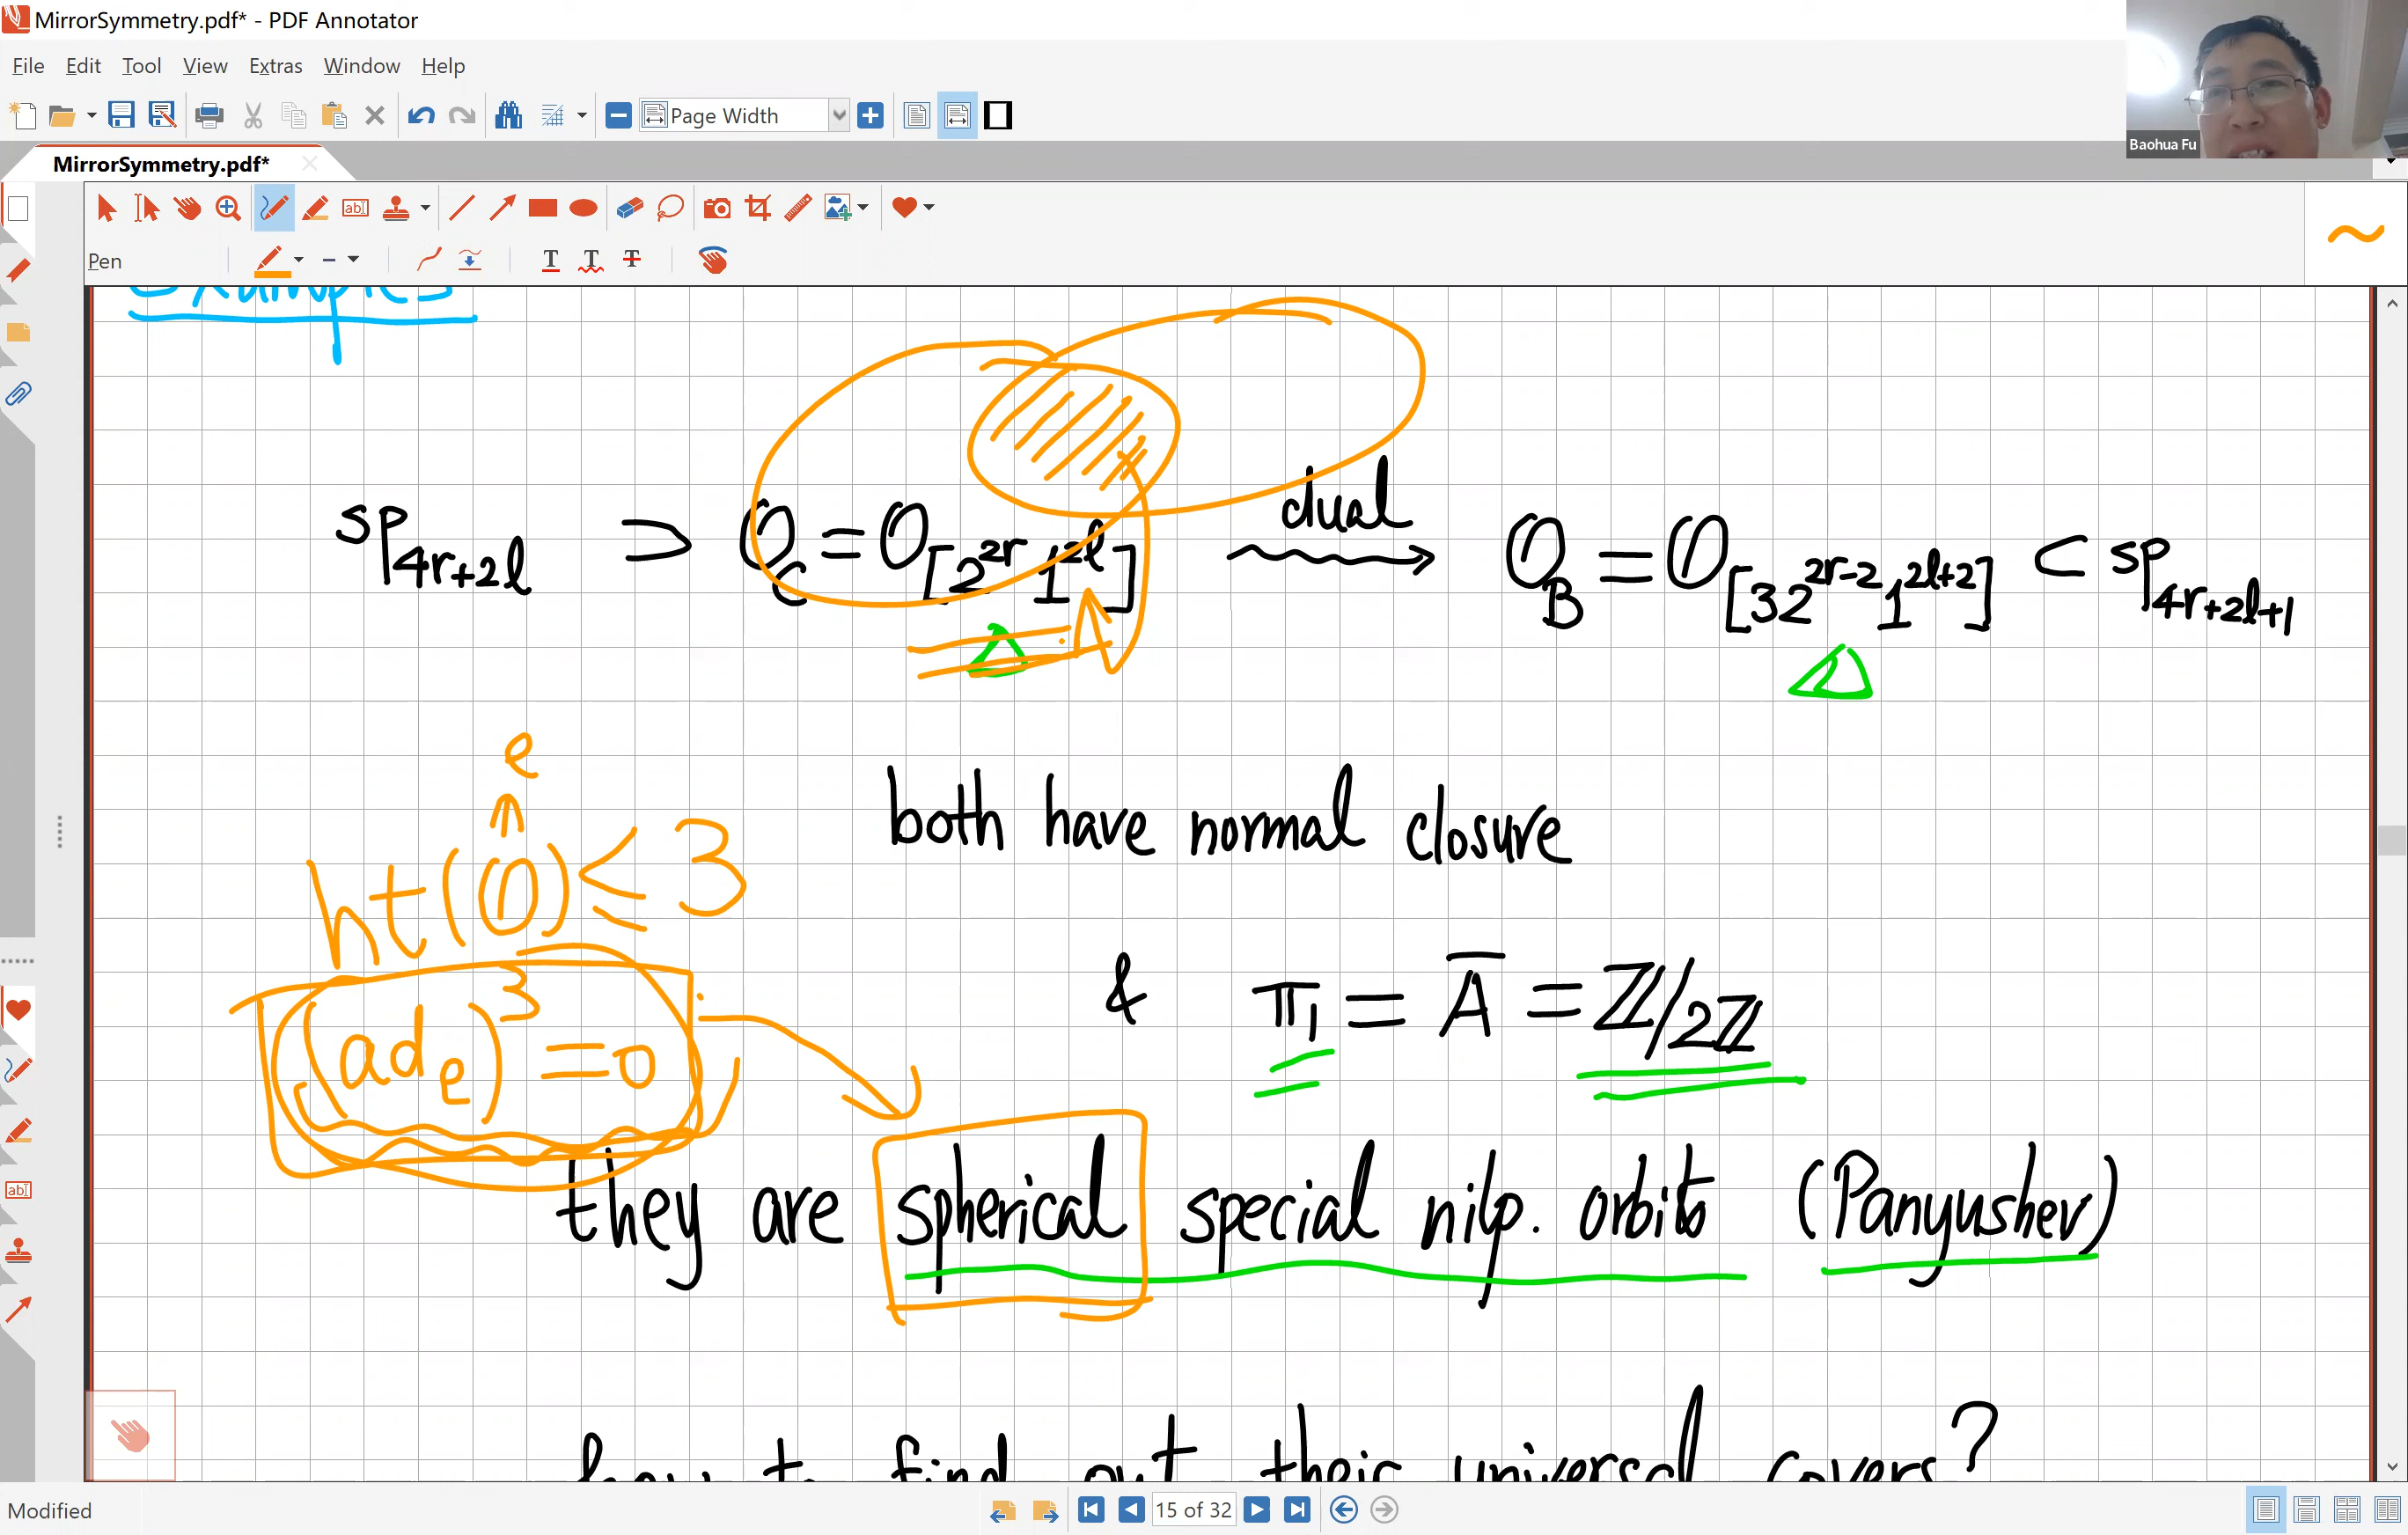 MirrorSymmetry.pdf* - PDF Annotator
File Edit Tool View Extras Window Help
Page Width
Baohua Fu
MirrorSymmetry.pdf*
Pen
Examples
sp_{4r+2l} ⊃ O_C = O_{[2^{2r} 1^{2l}]} dual ⇝ O_B = O_{[3 2^{2r-2} 1^{2l+2}]} ⊂ sp_{4r+2l+1}
both have normal closure
e
↑
ht(O) ≤ 3
& π_1 = \overline{A} = ℤ/2ℤ
(ad_e)^3 = 0
they are spherical special nilp. orbits (Panyushev)
how to find out their universal covers?
Modified
15 of 32